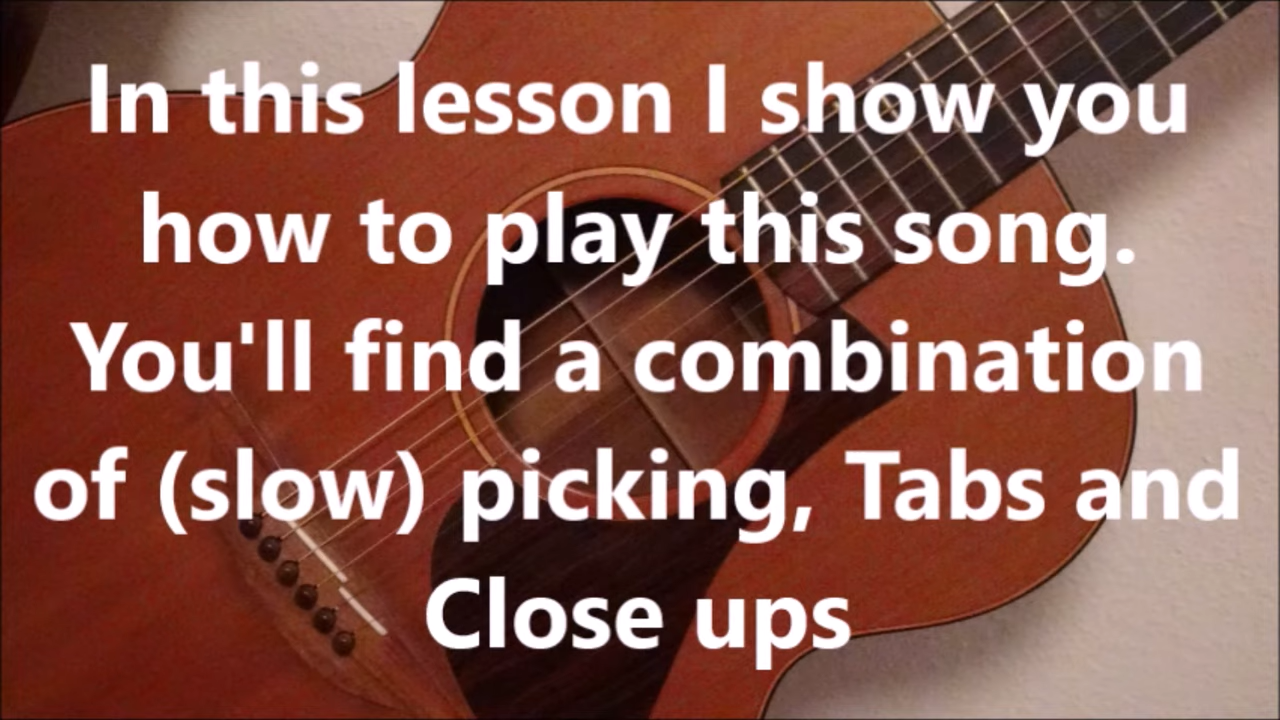 In this lesson I show you
how to play this song.
You'll find a combination
of (slow) picking, Tabs and
Close ups